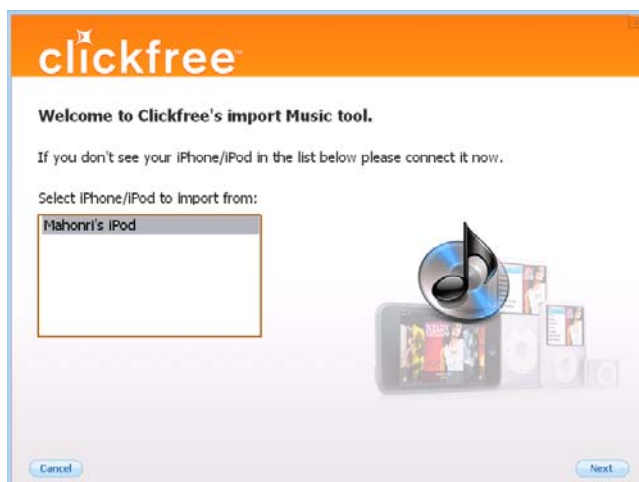 clickfree™
Welcome to Clickfree's import Music tool.
If you don't see your iPhone/iPod in the list below please connect it now.
Select iPhone/iPod to import from:
Mahonri's iPod
Cancel
Next